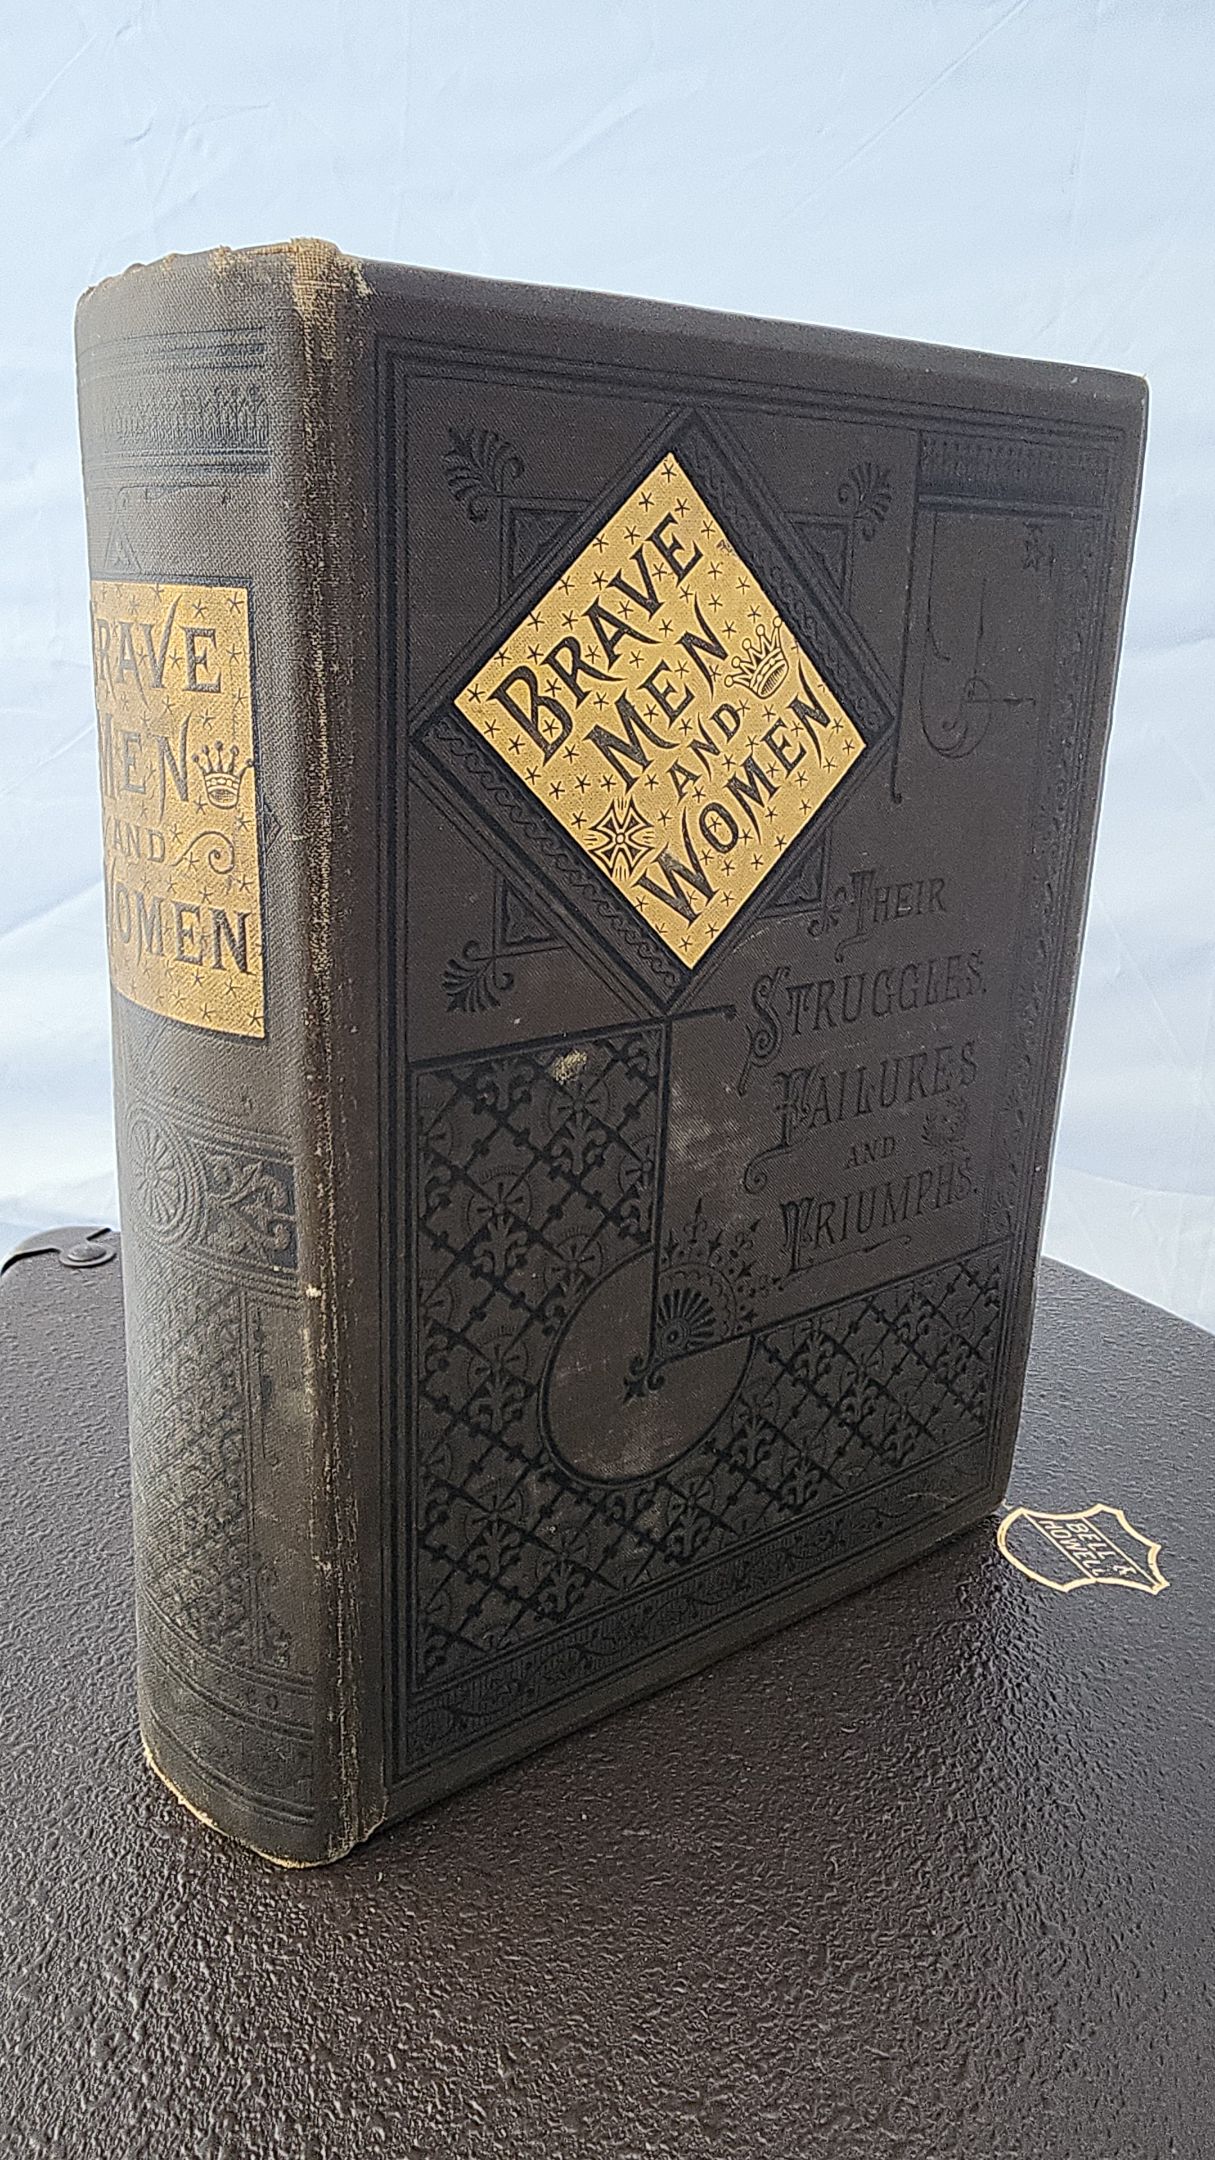 BRAVE
MEN
AND
WOMEN
BRAVE
MEN
AND
WOMEN
THEIR
STRUGGLES,
FAILURES
AND
TRIUMPHS.
BELL &
HOWELL